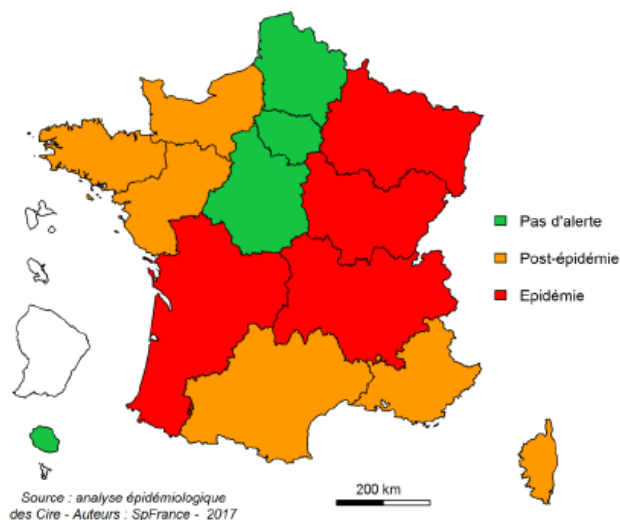 Pas d'alerte
Post-épidémie
Epidémie
200 km
Source : analyse épidémiologique
des Cire - Auteurs : SpFrance - 2017